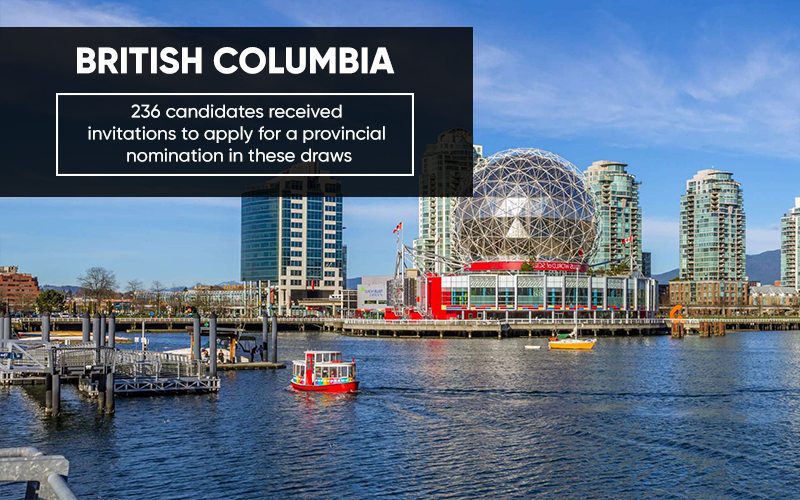 BRITISH COLUMBIA
236 candidates received
invitations to apply for a provincial
nomination in these draws